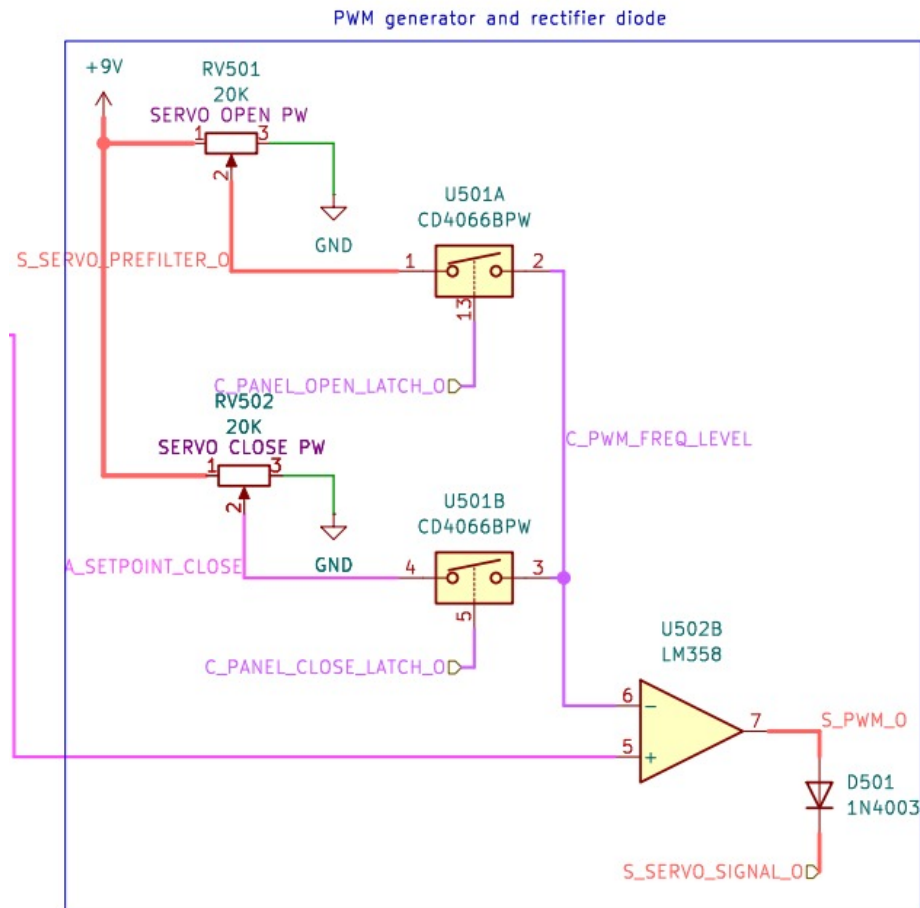 PWM generator and rectifier diode
+9V
RV501
20K
SERVO OPEN PW
1
3
2
GND
S_SERVO_PREFILTER_O
U501A
CD4066BPW
1
2
13
C_PANEL_OPEN_LATCH_O
RV502
20K
SERVO CLOSE PW
1
3
2
GND
A_SETPOINT_CLOSE
C_PWM_FREQ_LEVEL
U501B
CD4066BPW
4
3
5
C_PANEL_CLOSE_LATCH_O
U502B
LM358
6
−
5
+
7
S_PWM_O
D501
1N4003
S_SERVO_SIGNAL_O